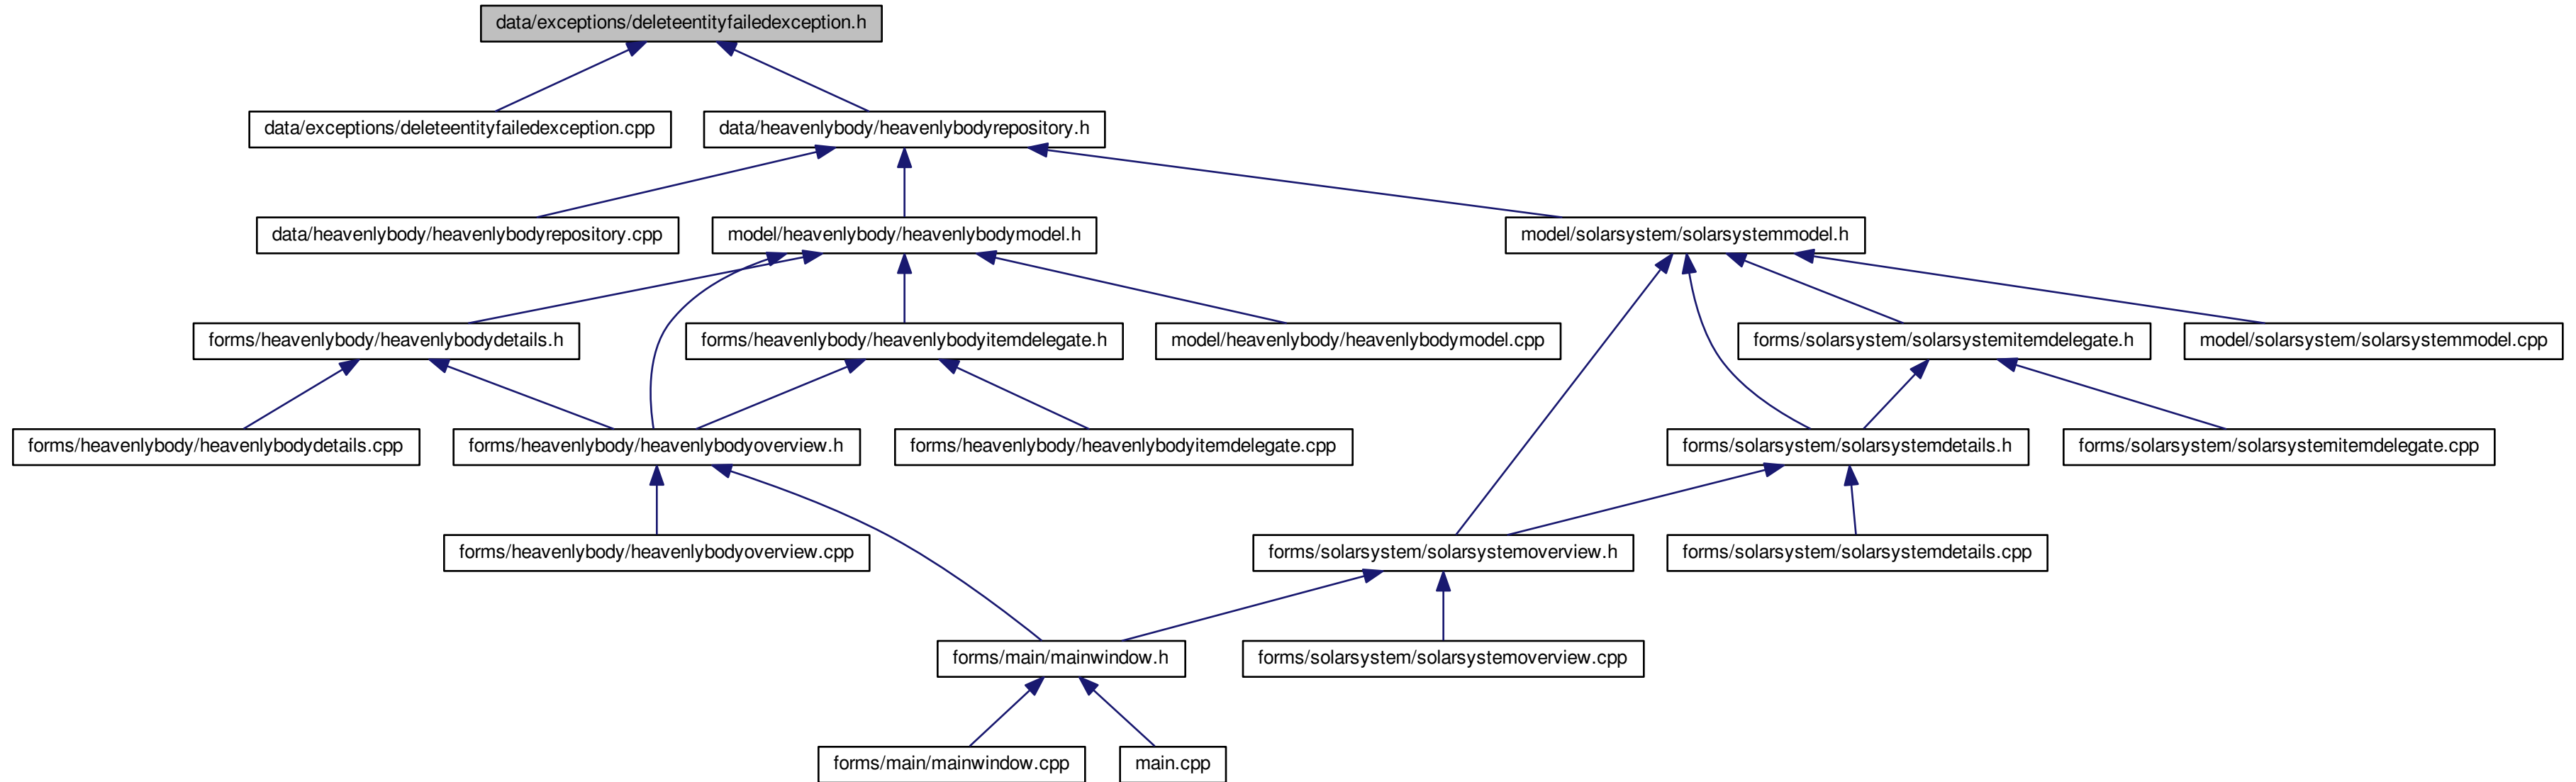 data/exceptions/deleteentityfailedexception.h
data/exceptions/deleteentityfailedexception.cpp
data/heavenlybody/heavenlybodyrepository.h
data/heavenlybody/heavenlybodyrepository.cpp
model/heavenlybody/heavenlybodymodel.h
model/solarsystem/solarsystemmodel.h
forms/heavenlybody/heavenlybodydetails.h
forms/heavenlybody/heavenlybodyitemdelegate.h
model/heavenlybody/heavenlybodymodel.cpp
forms/solarsystem/solarsystemitemdelegate.h
model/solarsystem/solarsystemmodel.cpp
forms/heavenlybody/heavenlybodydetails.cpp
forms/heavenlybody/heavenlybodyoverview.h
forms/heavenlybody/heavenlybodyitemdelegate.cpp
forms/solarsystem/solarsystemdetails.h
forms/solarsystem/solarsystemitemdelegate.cpp
forms/heavenlybody/heavenlybodyoverview.cpp
forms/solarsystem/solarsystemoverview.h
forms/solarsystem/solarsystemdetails.cpp
forms/main/mainwindow.h
forms/solarsystem/solarsystemoverview.cpp
forms/main/mainwindow.cpp
main.cpp